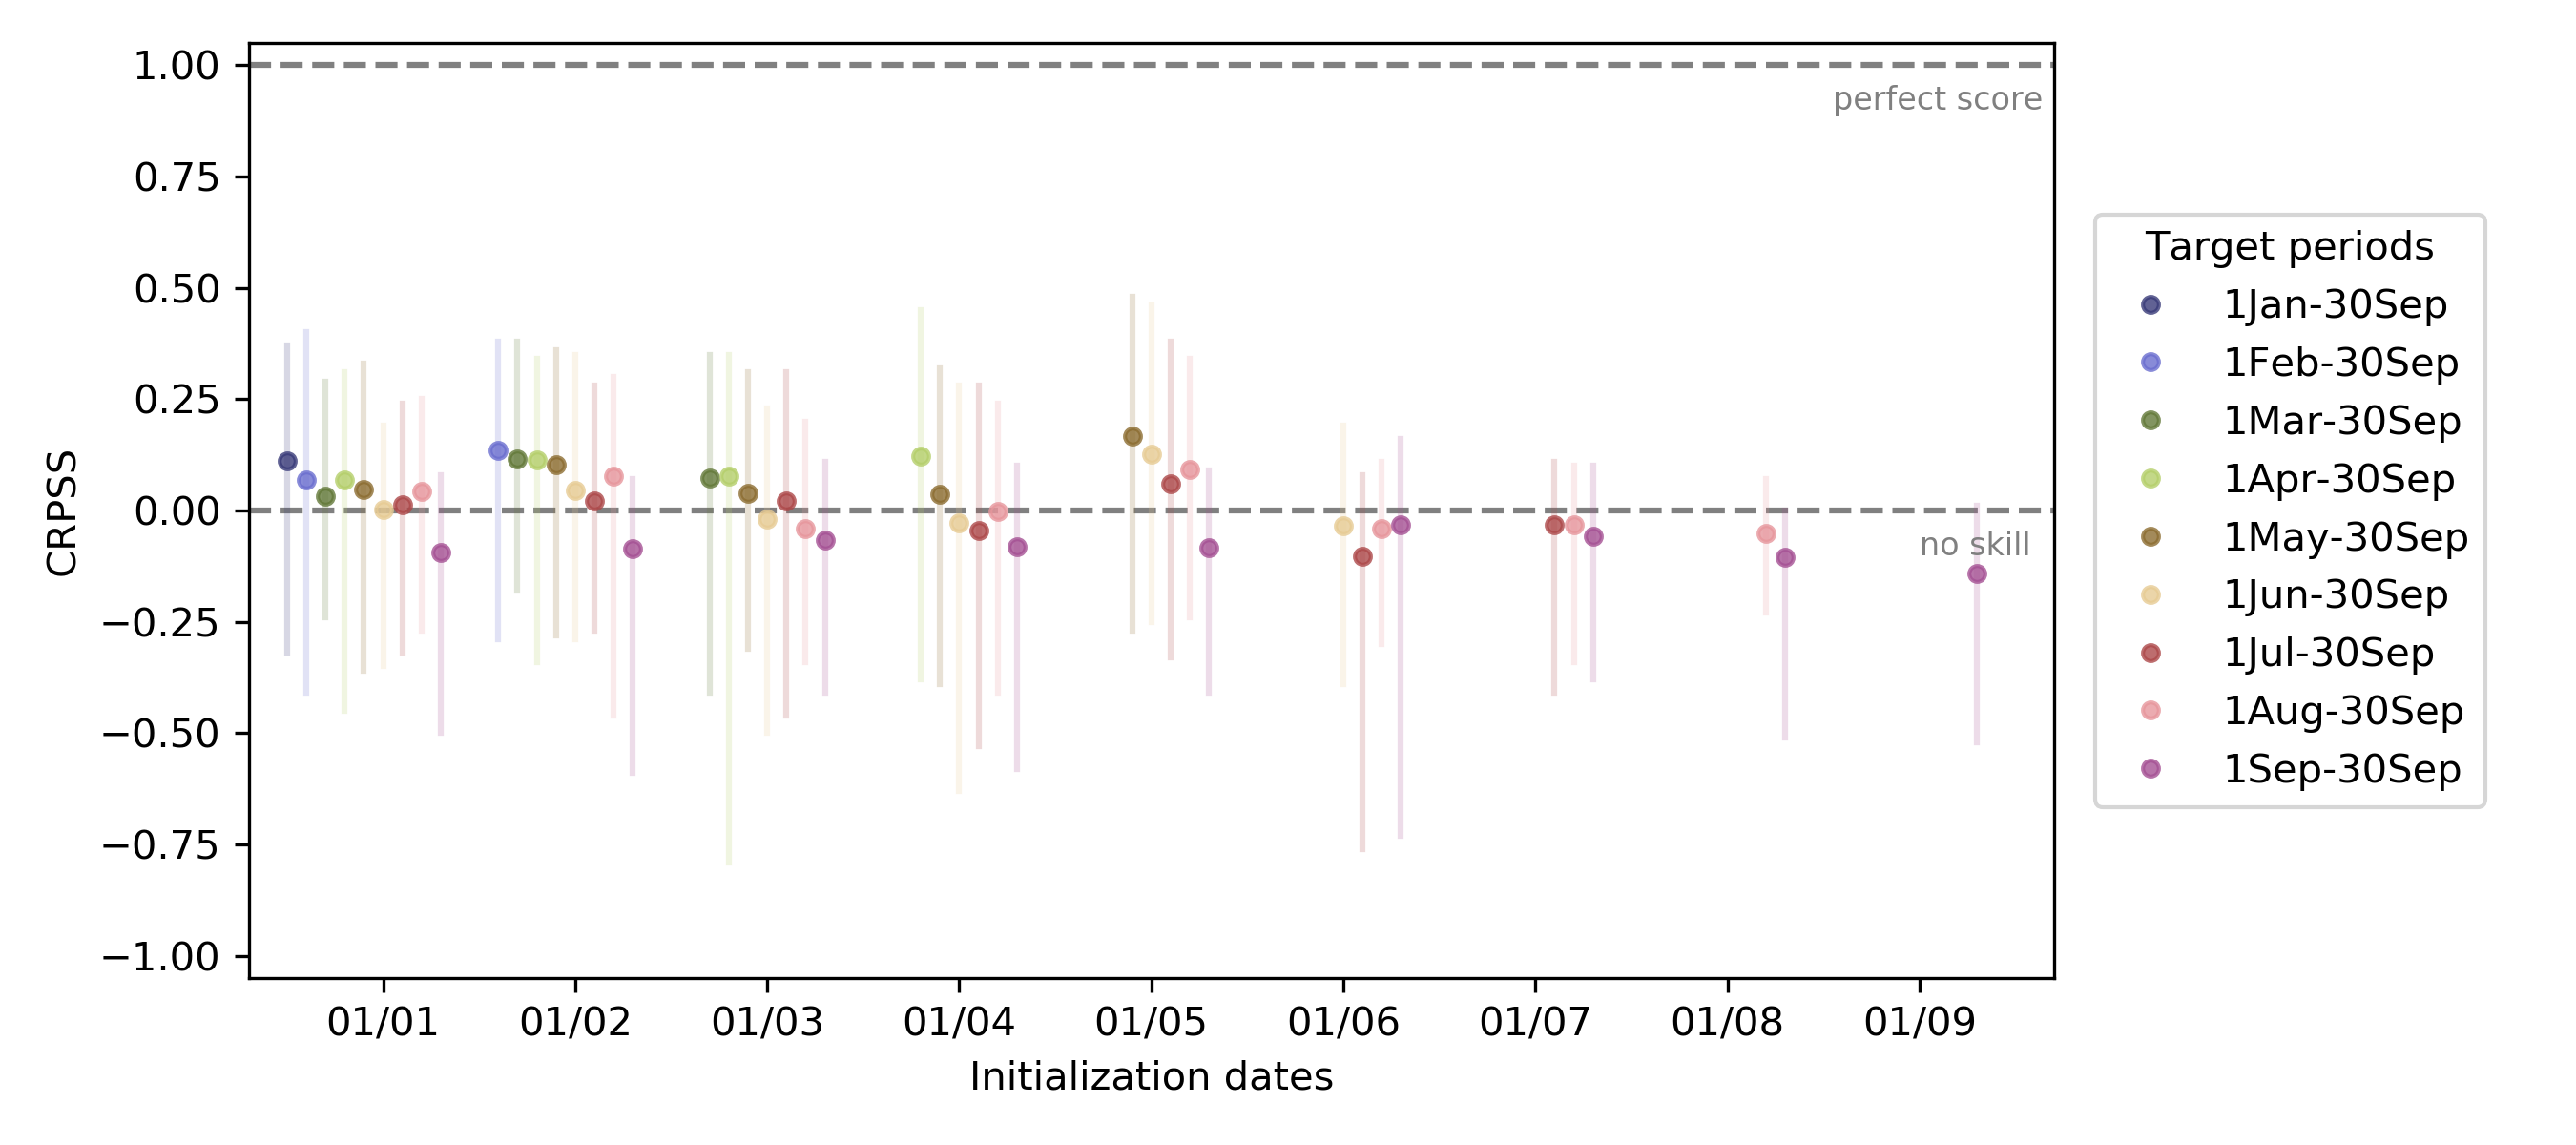 1.00
0.75
0.50
0.25
0.00
−0.25
−0.50
−0.75
−1.00
CRPSS
perfect score
no skill
01/01 01/02 01/03 01/04 01/05 01/06 01/07 01/08 01/09
Initialization dates
Target periods
1Jan-30Sep
1Feb-30Sep
1Mar-30Sep
1Apr-30Sep
1May-30Sep
1Jun-30Sep
1Jul-30Sep
1Aug-30Sep
1Sep-30Sep